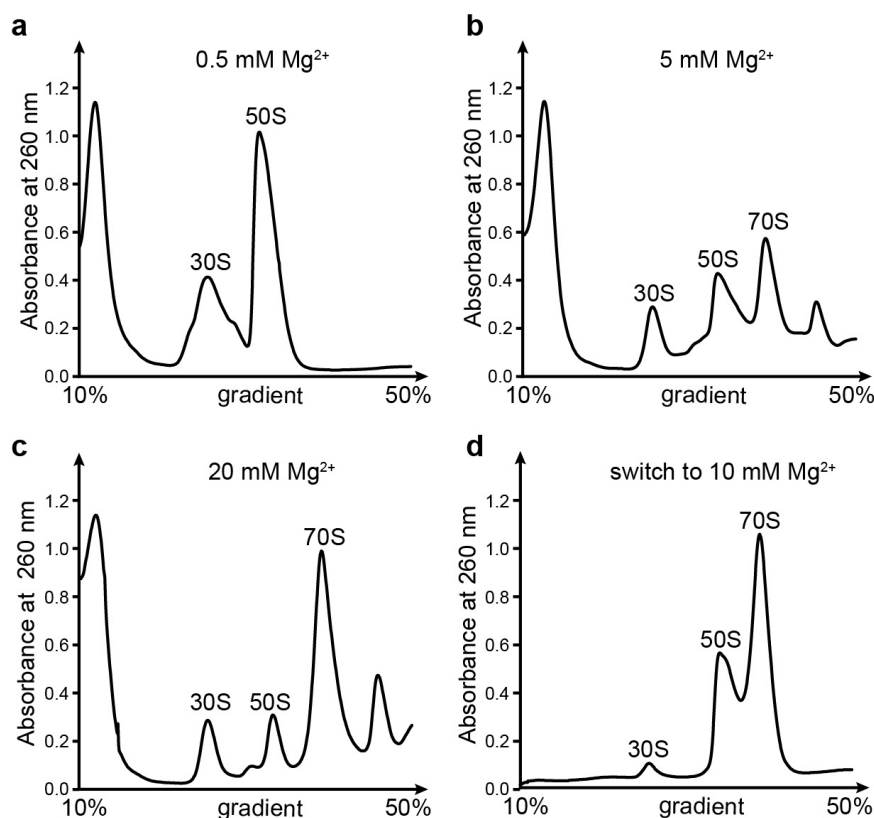 a
0.5 mM Mg²⁺
Absorbance at 260 nm
1.2
1.0
0.8
0.6
0.4
0.2
0.0
30S
50S
10%
gradient
50%
b
5 mM Mg²⁺
Absorbance at 260 nm
1.2
1.0
0.8
0.6
0.4
0.2
0.0
30S
50S
70S
10%
gradient
50%
c
20 mM Mg²⁺
Absorbance at 260 nm
1.2
1.0
0.8
0.6
0.4
0.2
0.0
30S
50S
70S
10%
gradient
50%
d
switch to 10 mM Mg²⁺
Absorbance at 260 nm
1.2
1.0
0.8
0.6
0.4
0.2
0.0
30S
50S
70S
10%
gradient
50%